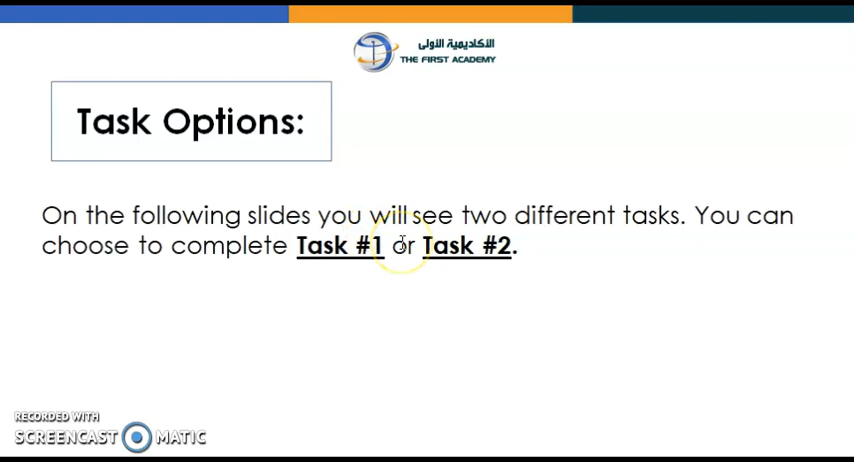 الأكاديمية الأولى
THE FIRST ACADEMY
Task Options:
On the following slides you will see two different tasks. You can
choose to complete Task #1 or Task #2.
RECORDED WITH
SCREENCAST MATIC